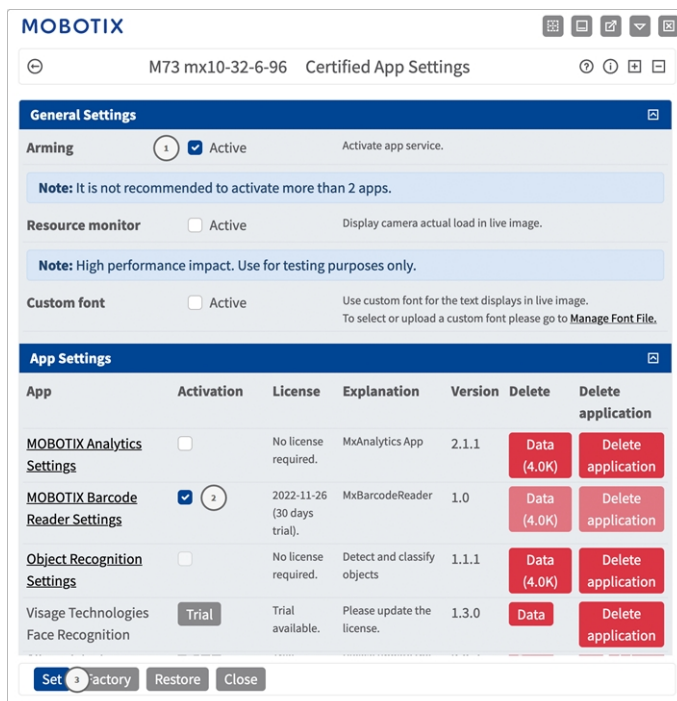 MOBOTIX
M73 mx10-32-6-96 Certified App Settings
General Settings
Arming 1 Active Activate app service.
Note: It is not recommended to activate more than 2 apps.
Resource monitor Active Display camera actual load in live image.
Note: High performance impact. Use for testing purposes only.
Custom font Active Use custom font for the text displays in live image.
To select or upload a custom font please go to Manage Font File.
App Settings
App Activation License Explanation Version Delete Delete
application
MOBOTIX Analytics No license MxAnalytics App 2.1.1 Data Delete
Settings required. (4.0K) application
MOBOTIX Barcode 2 2022-11-26 MxBarcodeReader 1.0 Data Delete
Reader Settings (30 days (4.0K) application
trial).
Object Recognition No license Detect and classify 1.1.1 Data Delete
Settings required. objects (4.0K) application
Visage Technologies Trial Trial Please update the 1.3.0 Data Delete
Face Recognition available. license. application
Set 3 actory Restore Close